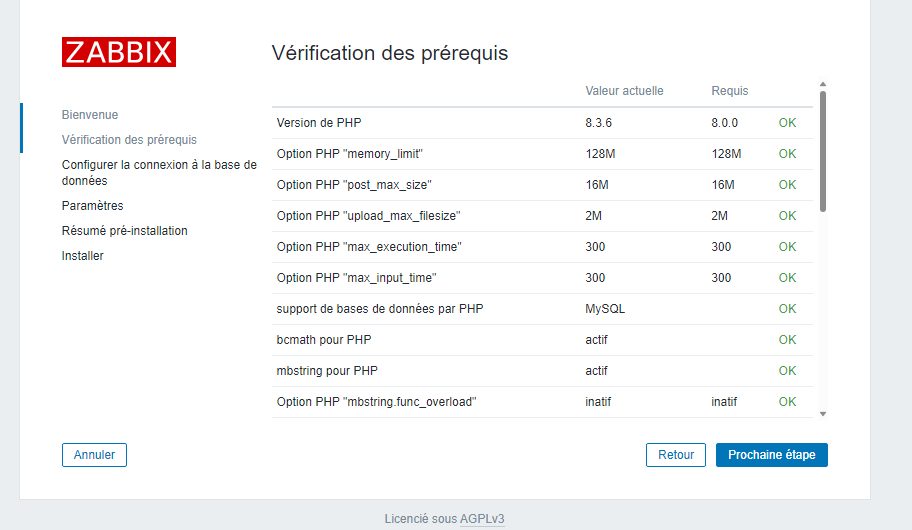 ZABBIX
Vérification des prérequis
Bienvenue
Vérification des prérequis
Configurer la connexion à la base de
données
Paramètres
Résumé pré-installation
Installer
Valeur actuelle Requis
Version de PHP 8.3.6 8.0.0 OK
Option PHP "memory_limit" 128M 128M OK
Option PHP "post_max_size" 16M 16M OK
Option PHP "upload_max_filesize" 2M 2M OK
Option PHP "max_execution_time" 300 300 OK
Option PHP "max_input_time" 300 300 OK
support de bases de données par PHP MySQL OK
bcmath pour PHP actif OK
mbstring pour PHP actif OK
Option PHP "mbstring.func_overload" inatif inatif OK
Annuler Retour Prochaine étape
Licencié sous AGPLv3